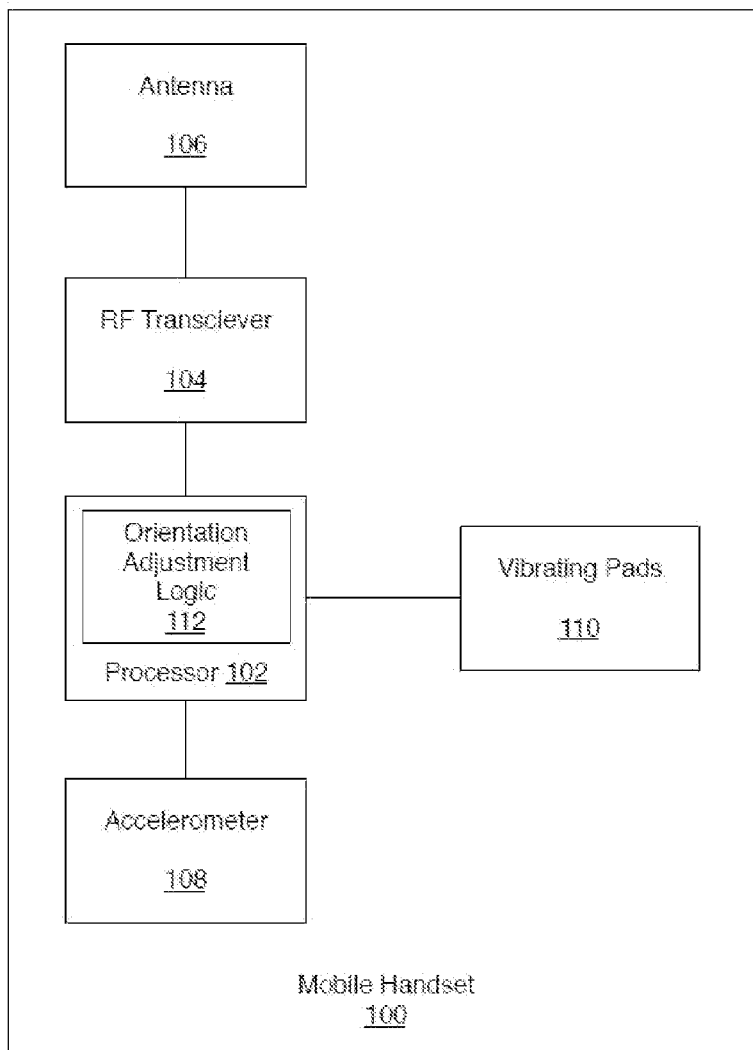 Antenna
106
RF Transciever
104
Orientation
Adjustment
Logic
112
Processor 102
Vibrating Pads
110
Accelerometer
108
Mobile Handset
100